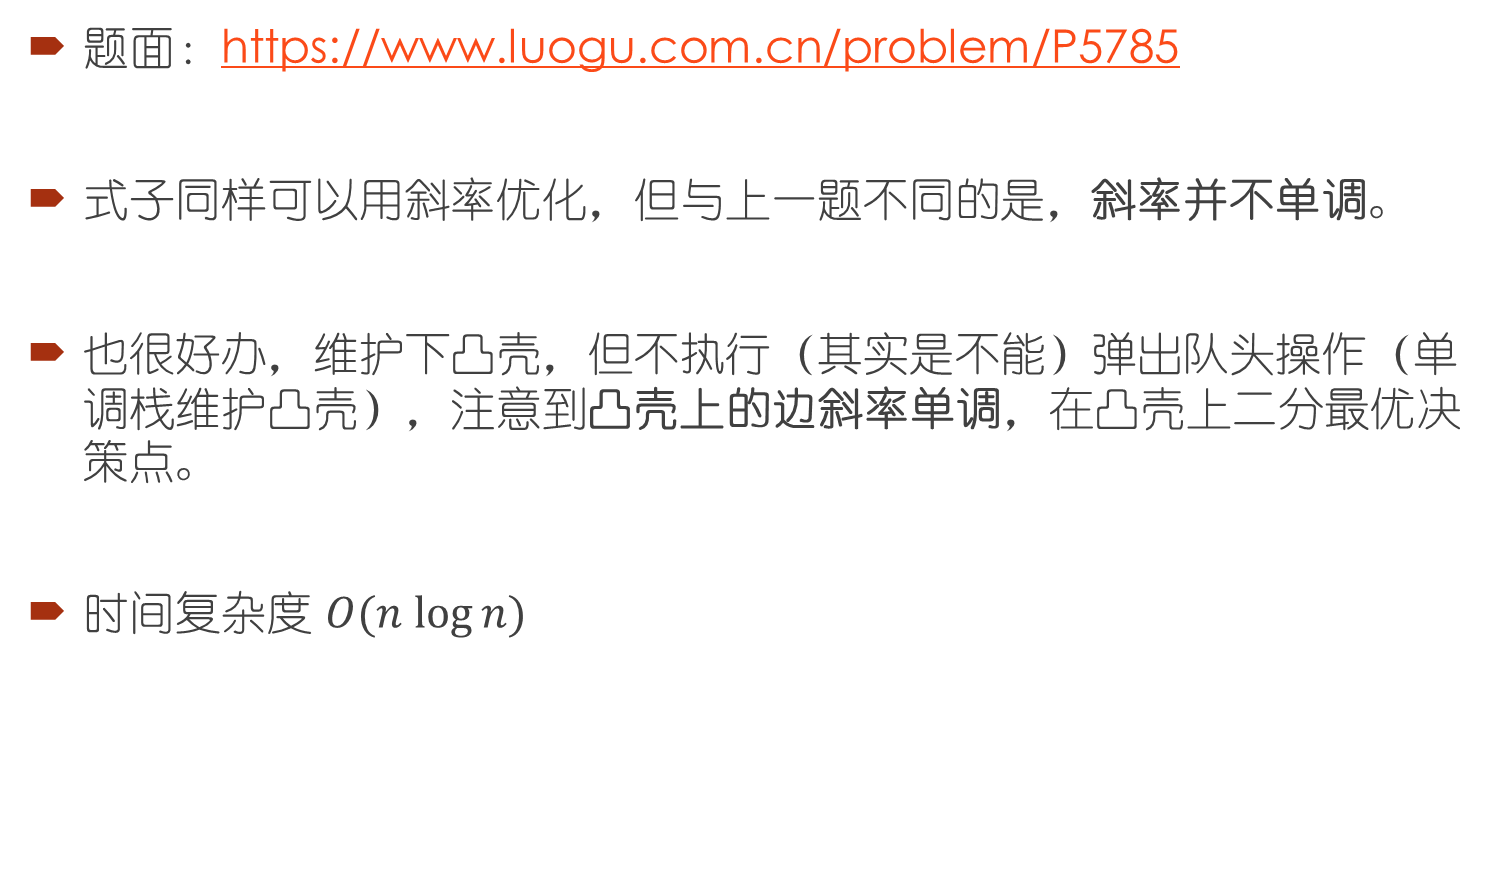 题面：https://www.luogu.com.cn/problem/P5785
式子同样可以用斜率优化，但与上一题不同的是，斜率并不单调。
也很好办，维护下凸壳，但不执行（其实是不能）弹出队头操作（单
调栈维护凸壳），注意到凸壳上的边斜率单调，在凸壳上二分最优决
策点。
时间复杂度 O(n log n)